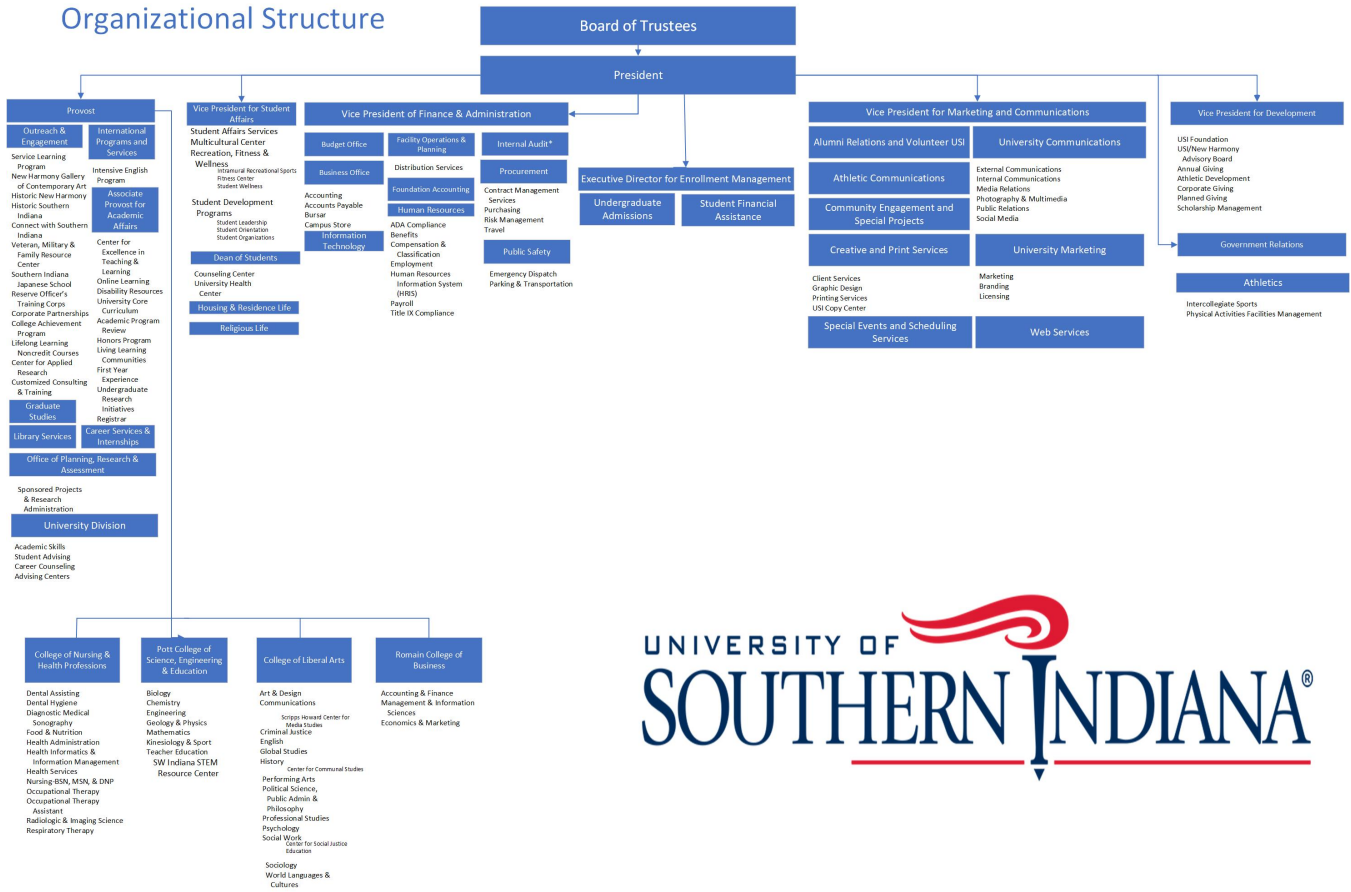 Organizational Structure
Board of Trustees
President
Provost
Outreach &
Engagement
Service Learning
Program
New Harmony Gallery
of Contemporary Art
Historic New Harmony
Historic Southern
Indiana
Connect with Southern
Indiana
Veteran, Military &
Family Resource
Center
Southern Indiana
Japanese School
Reserve Officer's
Training Corps
Corporate Partnerships
College Achievement
Program
Lifelong Learning
Noncredit Courses
Center for Applied
Research
Customized Consulting
& Training
International
Programs and
Services
Intensive English
Program
Associate
Provost for
Academic
Affairs
Center for
Excellence in
Teaching &
Learning
Online Learning
Disability Resources
University Core
Curriculum
Academic Program
Review
Honors Program
Living Learning
Communities
First Year
Experience
Undergraduate
Research
Initiatives
Registrar
Graduate
Studies
Library Services
Career Services &
Internships
Office of Planning, Research &
Assessment
Sponsored Projects
& Research
Administration
University Division
Academic Skills
Student Advising
Career Counseling
Advising Centers
Vice President for Student
Affairs
Student Affairs Services
Multicultural Center
Recreation, Fitness &
Wellness
Intramural Recreational Sports
Fitness Center
Student Wellness
Student Development
Programs
Student Leadership
Student Orientation
Student Organizations
Dean of Students
Counseling Center
University Health
Center
Housing & Residence Life
Religious Life
Vice President of Finance & Administration
Budget Office
Business Office
Accounting
Accounts Payable
Bursar
Campus Store
Information
Technology
Facility Operations &
Planning
Distribution Services
Foundation Accounting
Human Resources
ADA Compliance
Benefits
Compensation &
Classification
Employment
Human Resources
Information System
(HRIS)
Payroll
Title IX Compliance
Internal Audit*
Procurement
Contract Management
Services
Purchasing
Risk Management
Travel
Public Safety
Emergency Dispatch
Parking & Transportation
Executive Director for Enrollment Management
Undergraduate
Admissions
Student Financial
Assistance
Vice President for Marketing and Communications
Alumni Relations and Volunteer USI
Athletic Communications
Community Engagement and
Special Projects
Creative and Print Services
Client Services
Graphic Design
Printing Services
USI Copy Center
Special Events and Scheduling
Services
University Communications
External Communications
Internal Communications
Media Relations
Photography & Multimedia
Public Relations
Social Media
University Marketing
Marketing
Branding
Licensing
Web Services
Vice President for Development
USI Foundation
USI/New Harmony
Advisory Board
Annual Giving
Athletic Development
Corporate Giving
Planned Giving
Scholarship Management
Government Relations
Athletics
Intercollegiate Sports
Physical Activities Facilities Management
College of Nursing &
Health Professions
Dental Assisting
Dental Hygiene
Diagnostic Medical
Sonography
Food & Nutrition
Health Administration
Health Informatics &
Information Management
Health Services
Nursing-BSN, MSN, & DNP
Occupational Therapy
Occupational Therapy
Assistant
Radiologic & Imaging Science
Respiratory Therapy
Pott College of
Science, Engineering
& Education
Biology
Chemistry
Engineering
Geology & Physics
Mathematics
Kinesiology & Sport
Teacher Education
SW Indiana STEM
Resource Center
College of Liberal Arts
Art & Design
Communications
Scripps Howard Center for
Media Studies
Criminal Justice
English
Global Studies
History
Center for Communal Studies
Performing Arts
Political Science,
Public Admin &
Philosophy
Professional Studies
Psychology
Social Work
Center for Social Justice
Education
Sociology
World Languages &
Cultures
Romain College of
Business
Accounting & Finance
Management & Information
Sciences
Economics & Marketing
UNIVERSITY OF
SOUTHERN INDIANA®